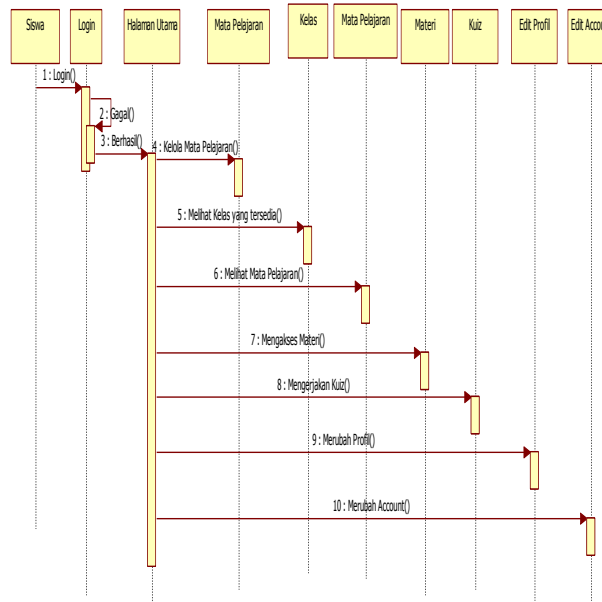 Siswa
Login
Halaman Utama
Mata Pelajaran
Kelas
Mata Pelajaran
Materi
Kuiz
Edit Profil
Edit Accou
1 : Login()
2 : Gagal()
3 : Berhasil()
4 : Kelola Mata Pelajaran()
5 : Melihat Kelas yang tersedia()
6 : Melihat Mata Pelajaran()
7 : Mengakses Materi()
8 : Mengerjakan Kuiz()
9 : Merubah Profil()
10 : Merubah Account()